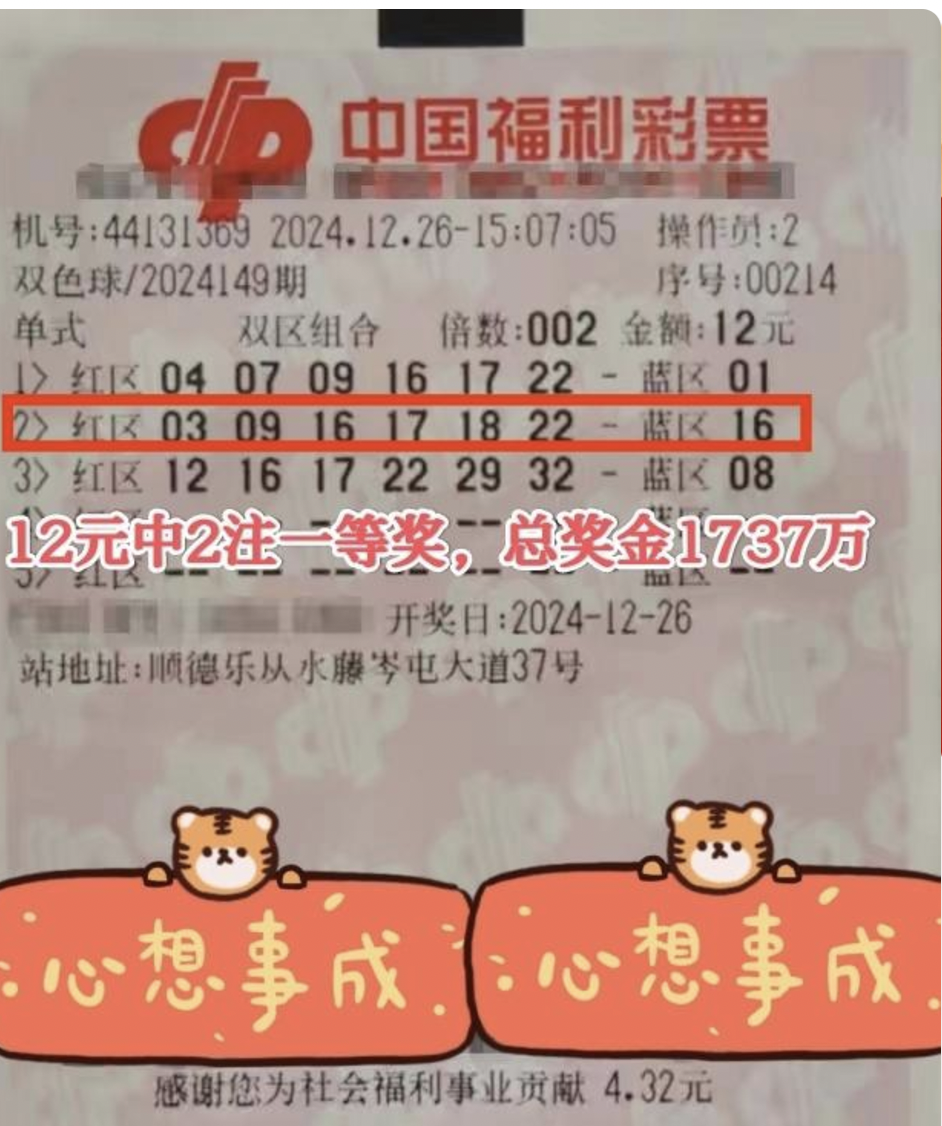 中国福利彩票
机号:44131369 2024.12.26-15:07:05 操作员:2
双色球/2024149期 序号:00214
单式 双区组合 倍数:002 金额:12元
1> 红区 04 07 09 16 17 22 - 蓝区 01
2> 红区 03 09 16 17 18 22 - 蓝区 16
3> 红区 12 16 17 22 29 32 - 蓝区 08
12元中2注一等奖，总奖金1737万
5> 红区 -- -- -- -- -- -- - 蓝区 --
开奖日:2024-12-26
站地址:顺德乐从水藤岑屯大道37号
心想事成
心想事成
感谢您为社会福利事业贡献 4.32元